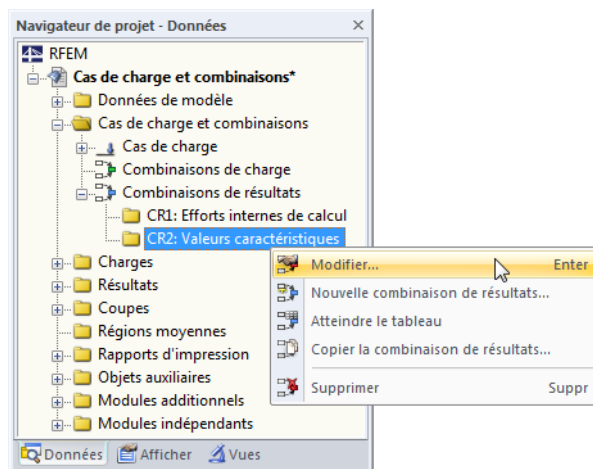 Navigateur de projet - Données
RFEM
Cas de charge et combinaisons*
Données de modèle
Cas de charge et combinaisons
Cas de charge
Combinaisons de charge
Combinaisons de résultats
CR1: Efforts internes de calcul
CR2: Valeurs caractéristiques
Charges
Modifier... Enter
Résultats
Nouvelle combinaison de résultats...
Coupes
Atteindre le tableau
Régions moyennes
Copier la combinaison de résultats...
Rapports d'impression
Objets auxiliaires
Supprimer Suppr
Modules additionnels
Modules indépendants
Données Afficher Vues